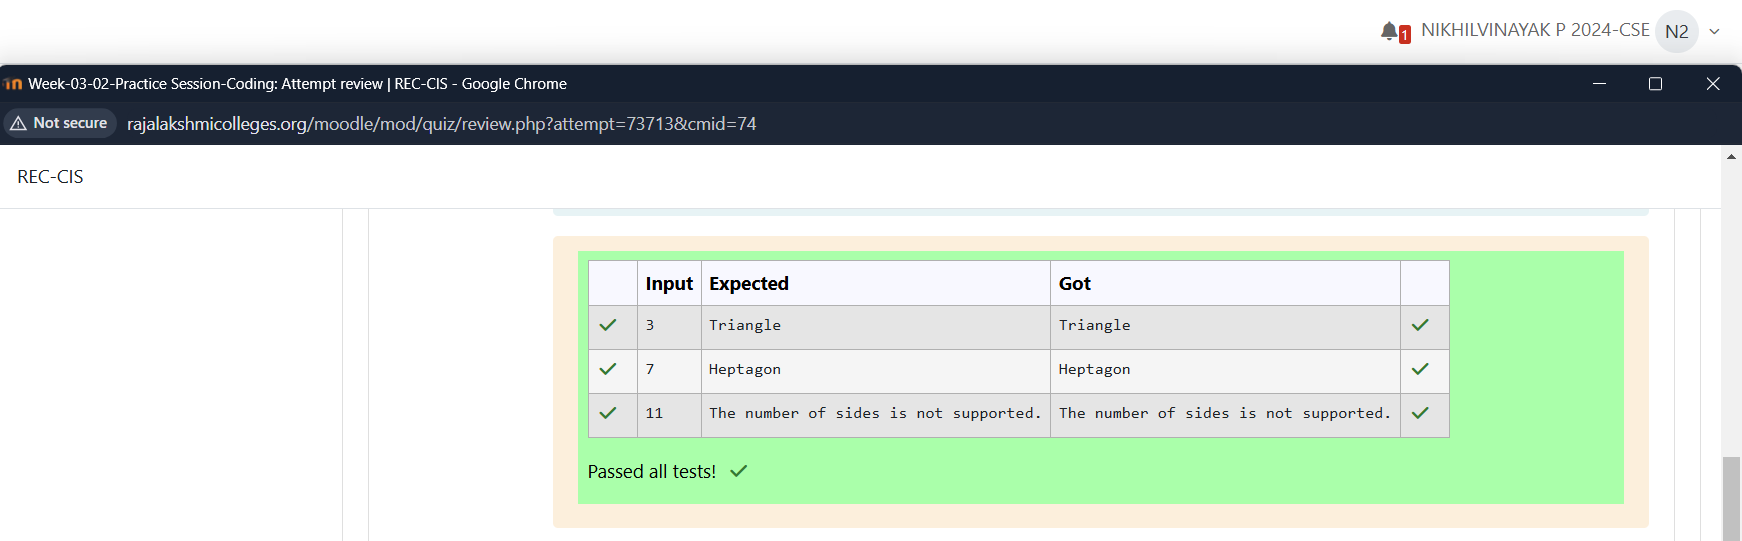 1 NIKHILVINAYAK P 2024-CSE N2
Week-03-02-Practice Session-Coding: Attempt review | REC-CIS - Google Chrome
Not secure rajalakshmicolleges.org/moodle/mod/quiz/review.php?attempt=73713&cmid=74
REC-CIS
Input Expected Got
3 Triangle Triangle
7 Heptagon Heptagon
11 The number of sides is not supported. The number of sides is not supported.
Passed all tests!